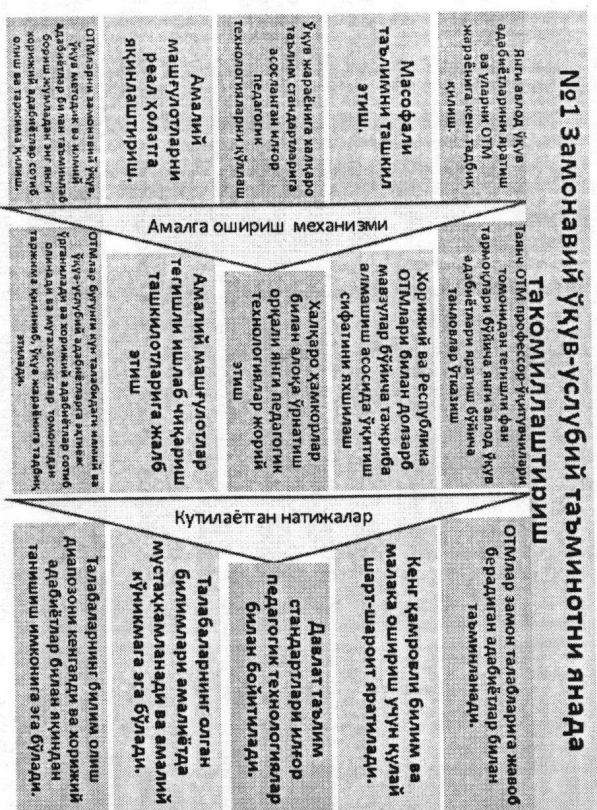 №1 Замонавий ўқув-услубий таъминотни янада
такомиллаштириш
Янги авлод ўқув
адабиётларини яратиш
ва уларни ОТМ
жараёнига кенг тадбиқ
қилиш.
Масофали
таълимни ташкил
этиш.
Ўқув жараёнига халқаро
таълим стандартларига
асосланган илғор
педагогик
технологияларни қўллаш
Амалий
машғулотларни
реал ҳолатга
яқинлаштириш.
ОТМларни замонавий ўқув,
ўқув методик ва илмий
адабиётлар билан таъминлаб
бориш жумладан энг янги
хорижий адабиётлар сотиб
олиш ва таржима қилиш.
Амалга ошириш механизми
Таянч ОТМ профессор-ўқитувчилари
томонидан тегишли фан
тармоқлари бўйича янги авлод ўқув
адабиётлари яратиш бўйича
танловлар ўтказиш
Хорижий ва Республика
ОТМлари билан долзарб
мавзулар бўйича тажриба
алмашиш асосида ўқитиш
сифатини яхшилаш
Халқаро ҳамкорлар
билан алоқа ўрнатиш
орқали янги педагогик
технологиялар жорий
этиш
Амалий машғулотлар
тегишли ишлаб чиқариш
ташкилотларига жалб
этиш
ОТМлар бугунги кун талабидаги илмий ва
ўқув-услубий адабиётларга эхтиёж
ўрганилади ва хорижий адабиётлар сотиб
олинади ва мутахассислар томонидан
таржима қилиниб, ўқув жараёнига тадбиқ
этилади.
Кутилаётган натижалар
ОТМлар замон талабларига жавоб
берадиган адабиётлар билан
таъминланади.
Кенг қамровли билим ва
малака ошириш учун қулай
шарт-шароит яратилади.
Давлат таълим
стандартлари илғор
педагогик технологиялар
билан бойитилади.
Талабаларнинг олган
билимлари амалиётда
мустаҳкамланади ва амалий
кўникмага эга бўлади.
Талабаларнинг билим олиш
диапозони кенгаяди ва хорижий
адабиётлар билан яқиндан
танишиш имконига эга бўлади.